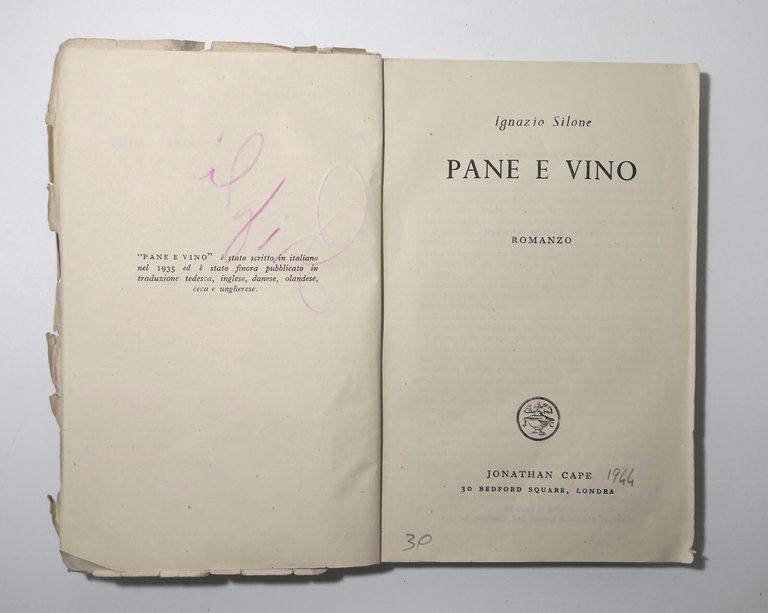 "PANE E VINO" è stato scritto in italiano
nel 1935 ed è stato finora pubblicato in
traduzione tedesca, inglese, danese, olandese,
ceca e ungherese.
Ignazio Silone
PANE E VINO
ROMANZO
J C
JONATHAN CAPE 1944
30 BEDFORD SQUARE, LONDRA
30